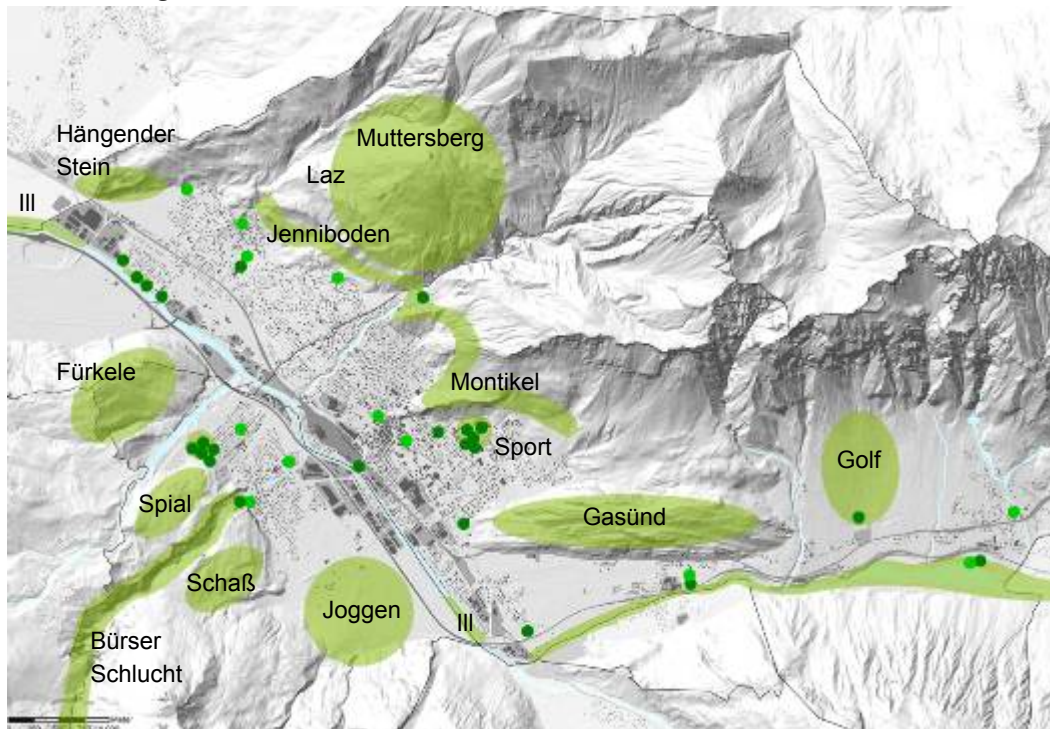 Hängender
Stein
Muttersberg
Laz
Ill
Jenniboden
Fürkele
Montikel
Sport
Golf
Spial
Gasünd
Schaß
Joggen
Ill
Bürser
Schlucht